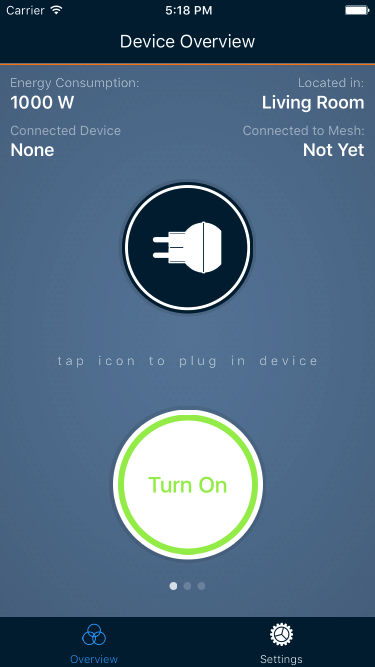 Carrier 5:18 PM
Device Overview
Energy Consumption: Located in:
1000 W Living Room
Connected Device Connected to Mesh:
None Not Yet
tap icon to plug in device
Turn On
Overview Settings